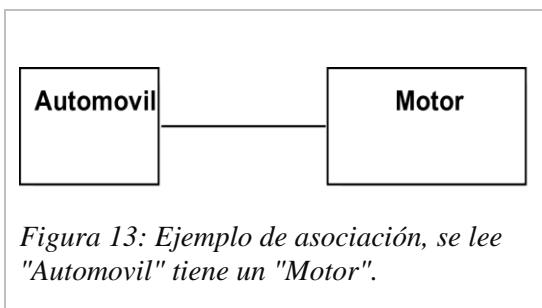 Automovil
Motor
Figura 13: Ejemplo de asociación, se lee
"Automovil" tiene un "Motor".